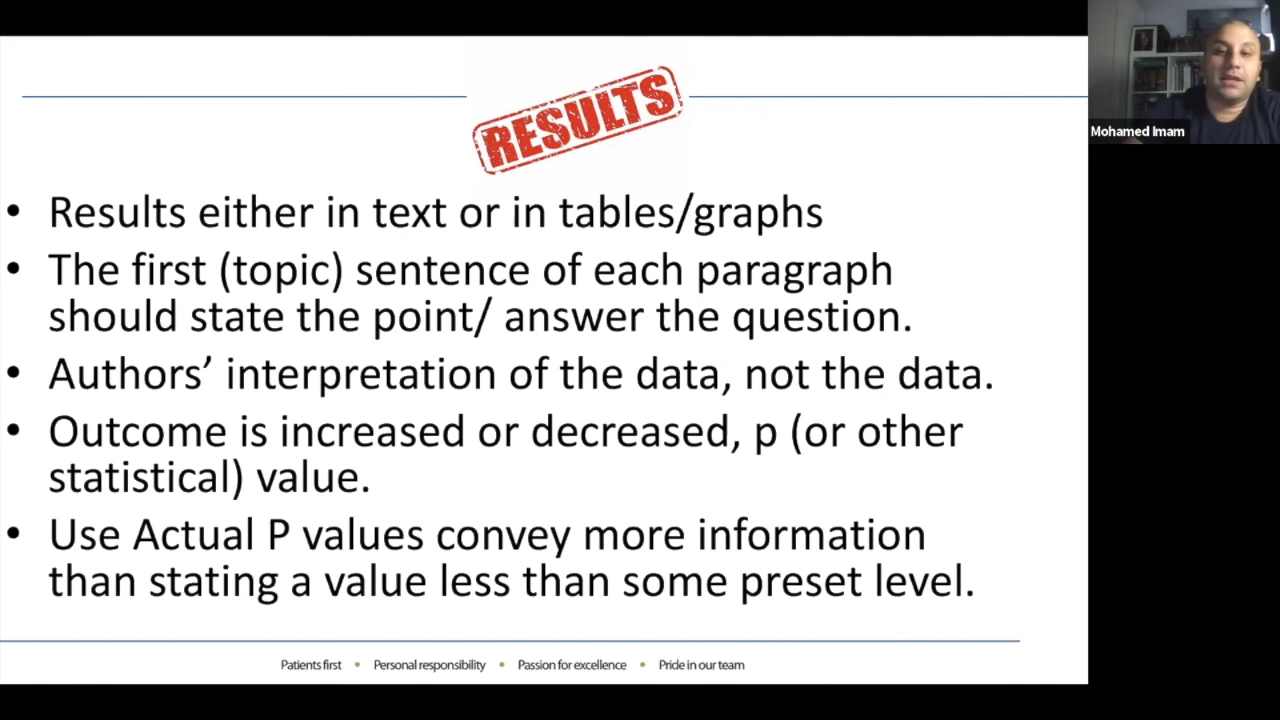 RESULTS
• Results either in text or in tables/graphs
• The first (topic) sentence of each paragraph
should state the point/ answer the question.
• Authors’ interpretation of the data, not the data.
• Outcome is increased or decreased, p (or other
statistical) value.
• Use Actual P values convey more information
than stating a value less than some preset level.
Patients first • Personal responsibility • Passion for excellence • Pride in our team
Mohamed Imam